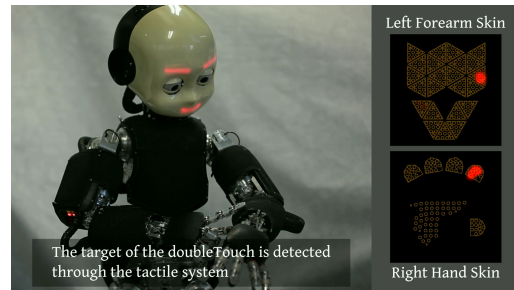 Left Forearm Skin
The target of the doubleTouch is detected
through the tactile system
Right Hand Skin